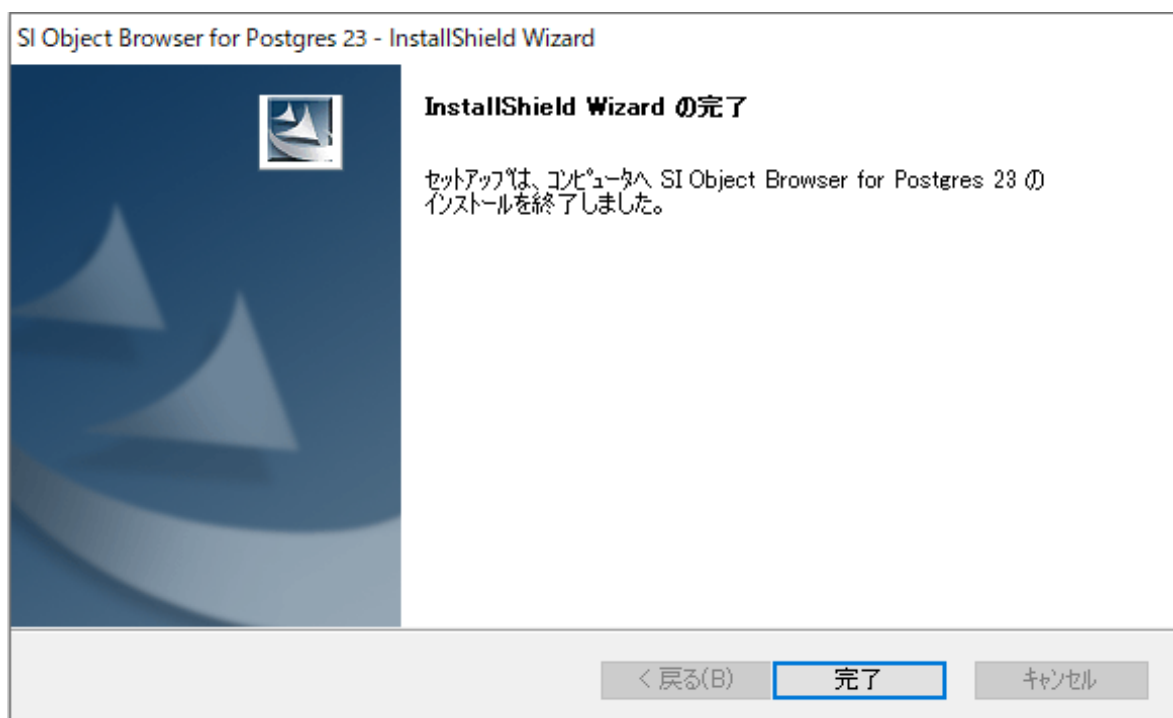 SI Object Browser for Postgres 23 - InstallShield Wizard
InstallShield Wizard の完了
セットアップは、コンピュータへ SI Object Browser for Postgres 23 の
インストールを終了しました。
< 戻る(B)
完了
キャンセル